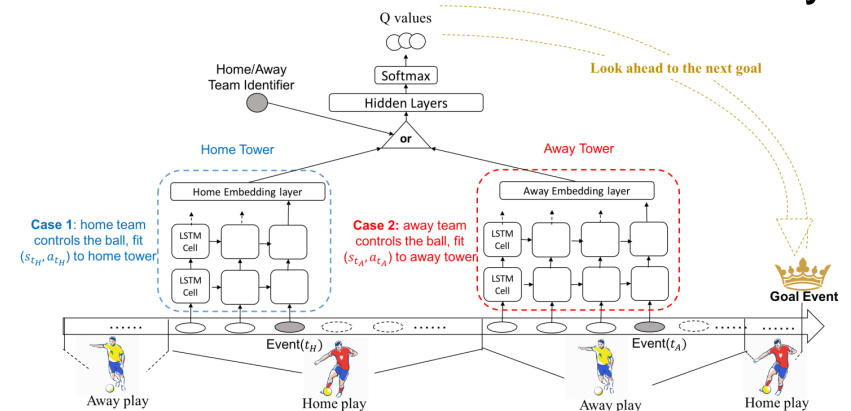 Q values
Softmax
Hidden Layers
Home/Away
Team Identifier
or
Look ahead to the next goal
Home Tower
Away Tower
Home Embedding layer
Away Embedding layer
Case 1: home team
controls the ball, fit
(s_{t_H}, a_{t_H}) to home tower
Case 2: away team
controls the ball, fit
(s_{t_A}, a_{t_A}) to away tower
LSTM
Cell
LSTM
Cell
LSTM
Cell
LSTM
Cell
Goal Event
......
......
......
......
Event(t_H)
Event(t_A)
Away play
Home play
Away play
Home play